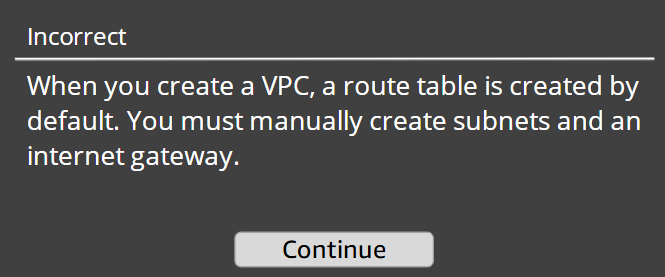 Incorrect
When you create a VPC, a route table is created by
default. You must manually create subnets and an
internet gateway.
Continue